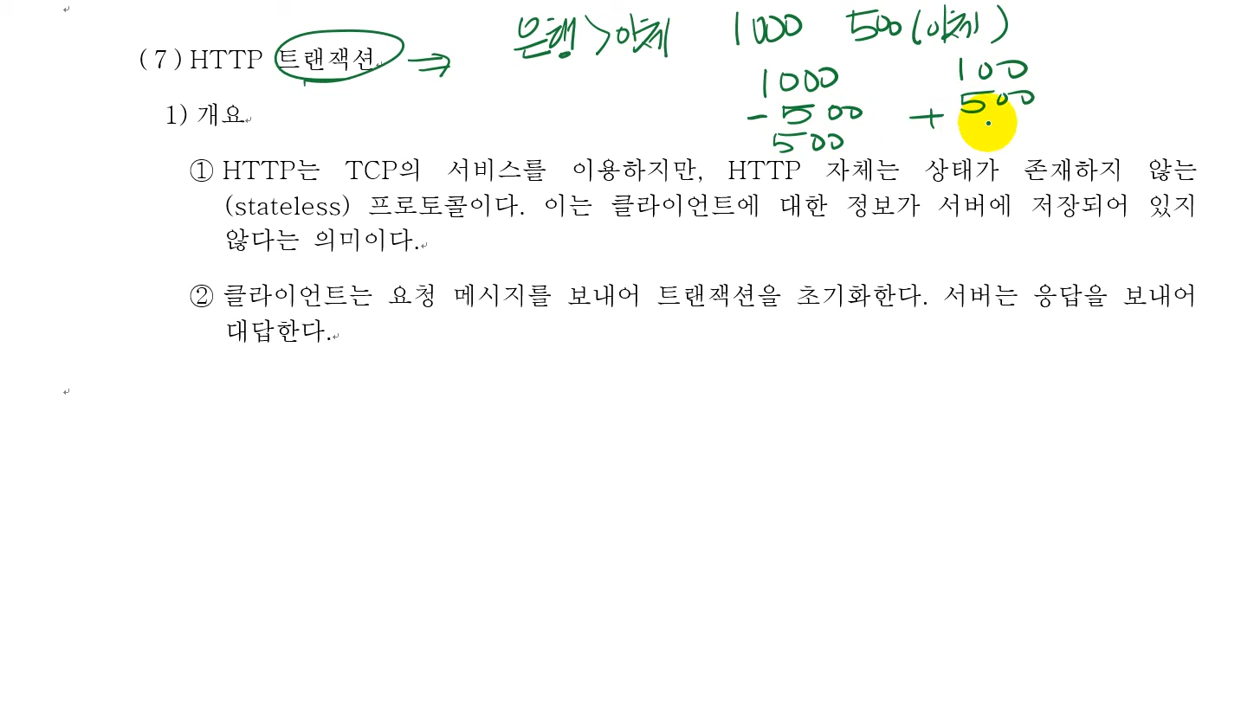 은행 > 이체 1000 500 (이체)
(7) HTTP 트랜잭션 ⇒
1000 100
- 500 + 500
500
1) 개요
① HTTP는 TCP의 서비스를 이용하지만, HTTP 자체는 상태가 존재하지 않는
(stateless) 프로토콜이다. 이는 클라이언트에 대한 정보가 서버에 저장되어 있지
않다는 의미이다.
② 클라이언트는 요청 메시지를 보내어 트랜잭션을 초기화한다. 서버는 응답을 보내어
대답한다.